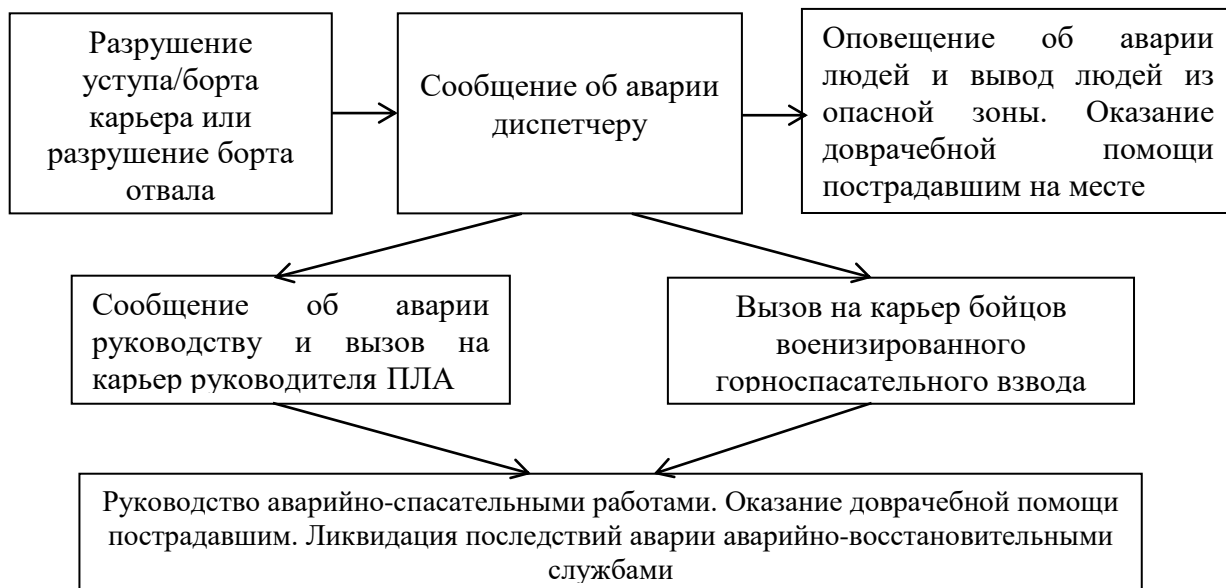 Разрушение
уступа/борта
карьера или
разрушение борта
отвала
Сообщение об аварии
диспетчеру
Оповещение об аварии
людей и вывод людей из
опасной зоны. Оказание
доврачебной помощи
пострадавшим на месте
Сообщение об аварии
руководству и вызов на
карьер руководителя ПЛА
Вызов на карьер бойцов
военизированного
горноспасательного взвода
Руководство аварийно-спасательными работами. Оказание доврачебной помощи
пострадавшим. Ликвидация последствий аварии аварийно-восстановительными
службами